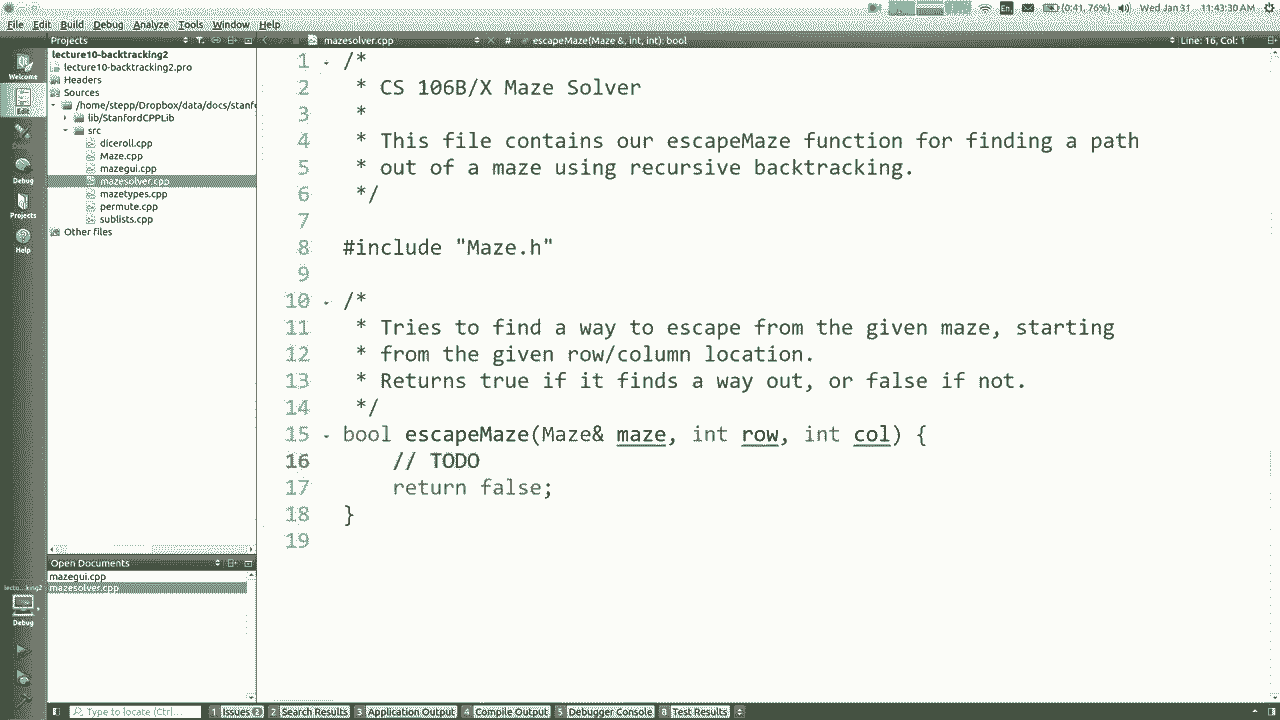 (0:41, 76%) Wed Jan 31 11:43:30 AM
En
File Edit Build Debug Analyze Tools Window Help
Projects mazesolver.cpp # escapeMaze(Maze &, int, int): bool Line: 16, Col: 1
lecture10-backtracking2
lecture10-backtracking2.pro
Headers
Sources
/home/stepp/Dropbox/data/docs/stanf
lib/StanfordCPPLib
src
diceroll.cpp
Maze.cpp
mazegui.cpp
mazesolver.cpp
mazetypes.cpp
permute.cpp
sublists.cpp
Other files
Welcome
Edit
Debug
Projects
Help
1 /*
2 * CS 106B/X Maze Solver
3 *
4 * This file contains our escapeMaze function for finding a path
5 * out of a maze using recursive backtracking.
6 */
7
8 #include "Maze.h"
9
10 /*
11 * Tries to find a way to escape from the given maze, starting
12 * from the given row/column location.
13 * Returns true if it finds a way out, or false if not.
14 */
15 bool escapeMaze(Maze& maze, int row, int col) {
16 // TODO
17 return false;
18 }
19
Open Documents
mazegui.cpp
mazesolver.cpp
lectu...king2
Debug
Type to locate (Ctrl... 1 Issues 2 2 Search Results 3 Application Output 4 Compile Output 5 Debugger Console 8 Test Results